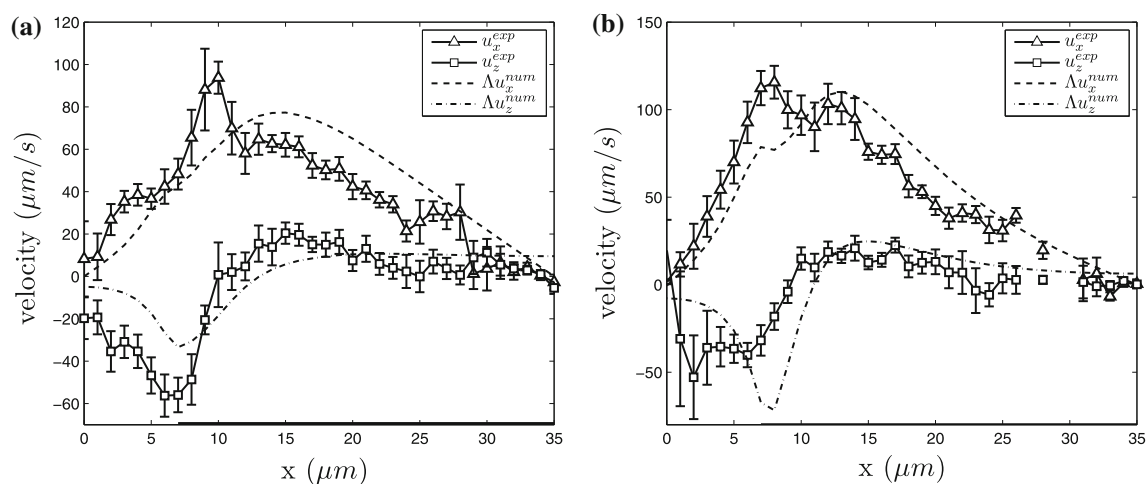 (a)
120
100
80
60
40
20
0
−20
−40
−60
velocity (μm/s)
0 5 10 15 20 25 30 35
x (μm)
u_x^{exp}
u_z^{exp}
Λu_x^{num}
Λu_z^{num}
(b)
150
100
50
0
−50
velocity (μm/s)
0 5 10 15 20 25 30 35
x (μm)
u_x^{exp}
u_z^{exp}
Λu_x^{num}
Λu_z^{num}